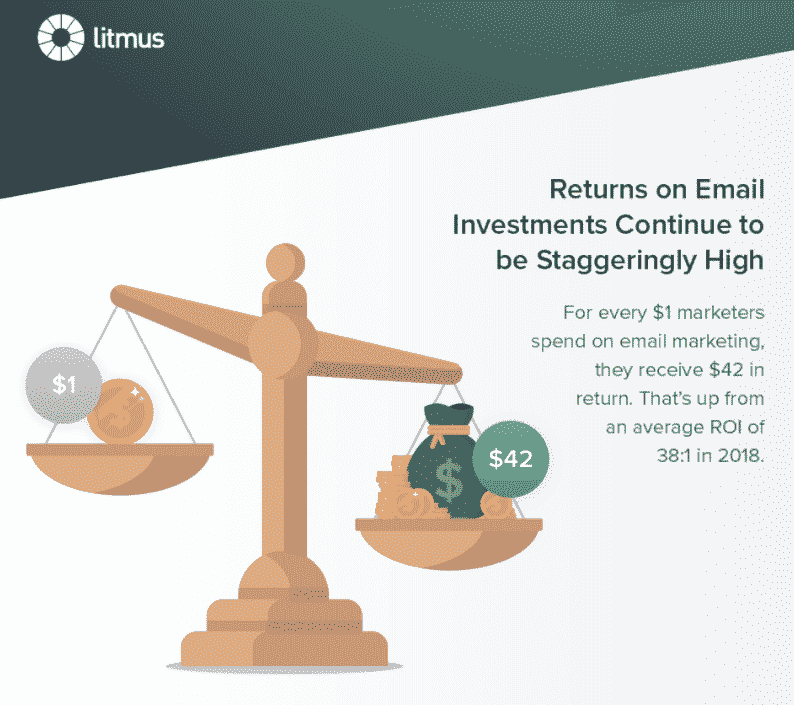 litmus
Returns on Email
Investments Continue to
be Staggeringly High
For every $1 marketers
spend on email marketing,
they receive $42 in
return. That's up from
an average ROI of
38:1 in 2018.
$1
$42
$